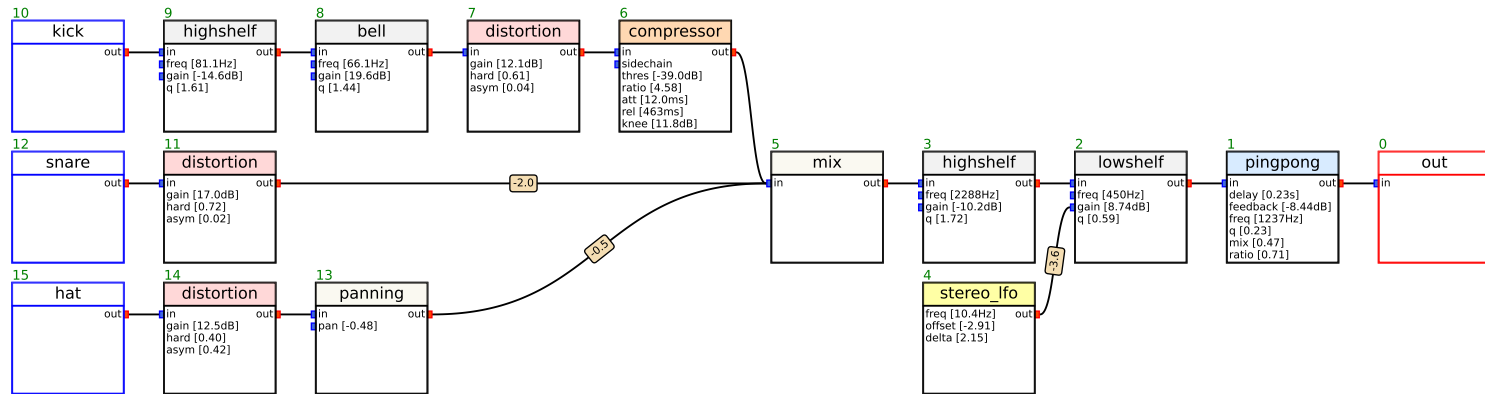 10
kick
out
9
highshelf
in out
freq [81.1Hz]
gain [-14.6dB]
q [1.61]
8
bell
in out
freq [66.1Hz]
gain [19.6dB]
q [1.44]
7
distortion
in out
gain [12.1dB]
hard [0.61]
asym [0.04]
6
compressor
in out
sidechain
thres [-39.0dB]
ratio [4.58]
att [12.0ms]
rel [463ms]
knee [11.8dB]
12
snare
out
11
distortion
in out
gain [17.0dB]
hard [0.72]
asym [0.02]
-2.0
5
mix
in out
3
highshelf
in out
freq [2288Hz]
gain [-10.2dB]
q [1.72]
2
lowshelf
in out
freq [450Hz]
gain [8.74dB]
q [0.59]
1
pingpong
in out
delay [0.23s]
feedback [-8.44dB]
freq [1237Hz]
q [0.23]
mix [0.47]
ratio [0.71]
0
out
in
15
hat
out
14
distortion
in out
gain [12.5dB]
hard [0.40]
asym [0.42]
13
panning
in out
pan [-0.48]
-0.5
4
stereo_lfo
freq [10.4Hz] out
offset [-2.91]
delta [2.15]
-3.6